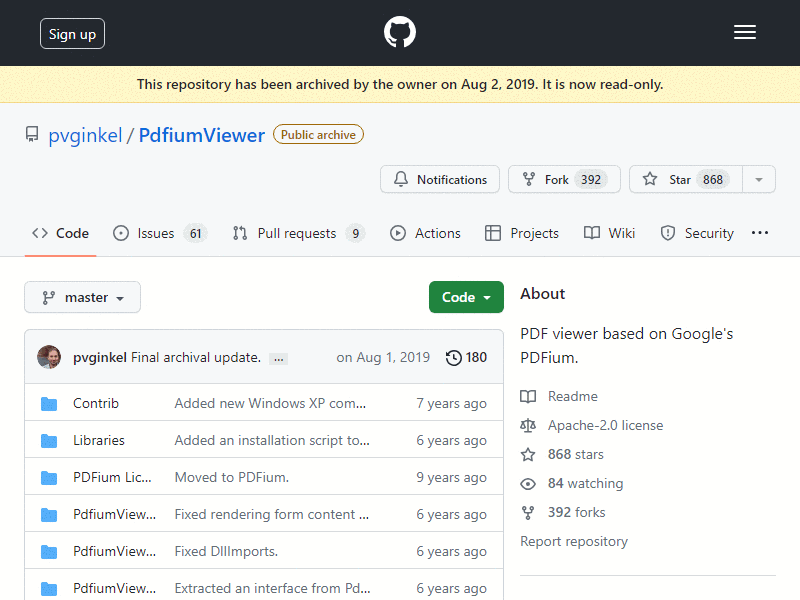 Sign up
This repository has been archived by the owner on Aug 2, 2019. It is now read-only.
pvginkel / PdfiumViewer Public archive
Notifications Fork 392 Star 868
Code Issues 61 Pull requests 9 Actions Projects Wiki Security ...
master Code
pvginkel Final archival update. ... on Aug 1, 2019 180
Contrib Added new Windows XP com... 7 years ago
Libraries Added an installation script to... 6 years ago
PDFium Lic... Moved to PDFium. 9 years ago
PdfiumView... Fixed rendering form content ... 6 years ago
PdfiumView... Fixed DllImports. 6 years ago
PdfiumView... Extracted an interface from Pd... 6 years ago
About
PDF viewer based on Google's
PDFium.
Readme
Apache-2.0 license
868 stars
84 watching
392 forks
Report repository